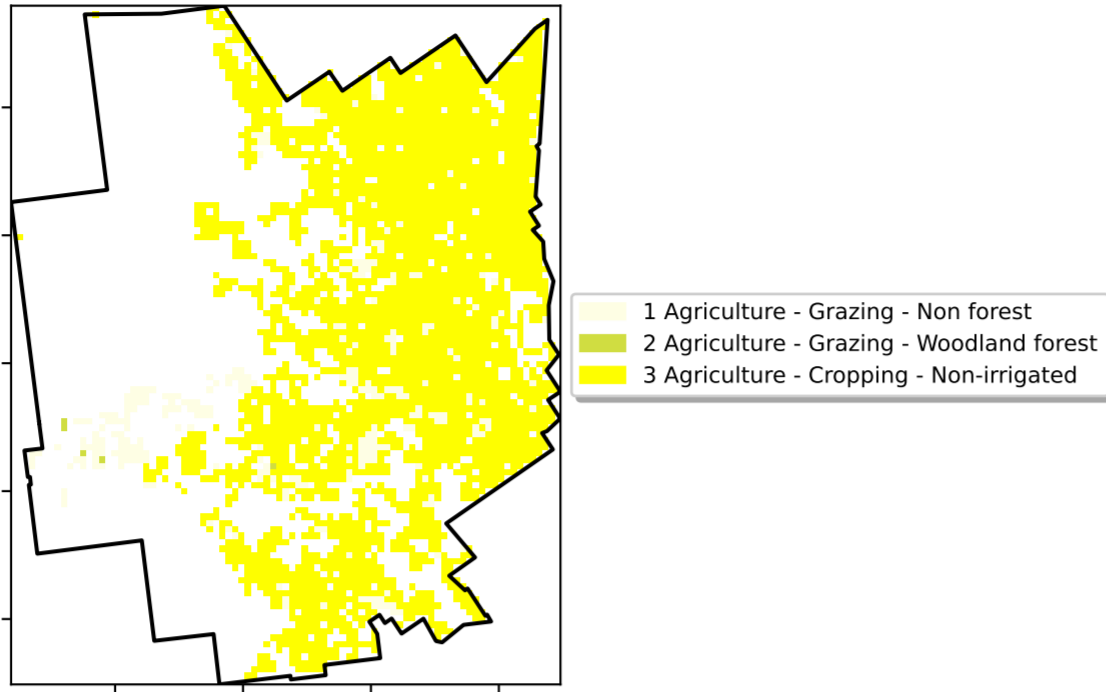 1 Agriculture - Grazing - Non forest
2 Agriculture - Grazing - Woodland forest
3 Agriculture - Cropping - Non-irrigated